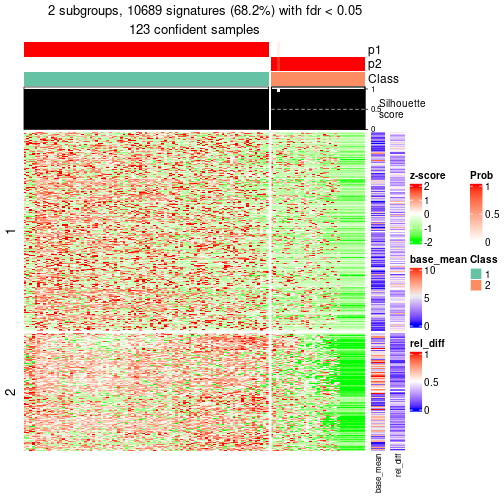 2 subgroups, 10689 signatures (68.2%) with fdr < 0.05
123 confident samples
p1
p2
Class
1
0.5
0
Silhouette
score
1
2
z-score
2
1
0
-1
-2
Prob
1
0.5
0
base_mean
10
5
0
Class
1
2
rel_diff
1
0.5
0
base_mean
rel_diff